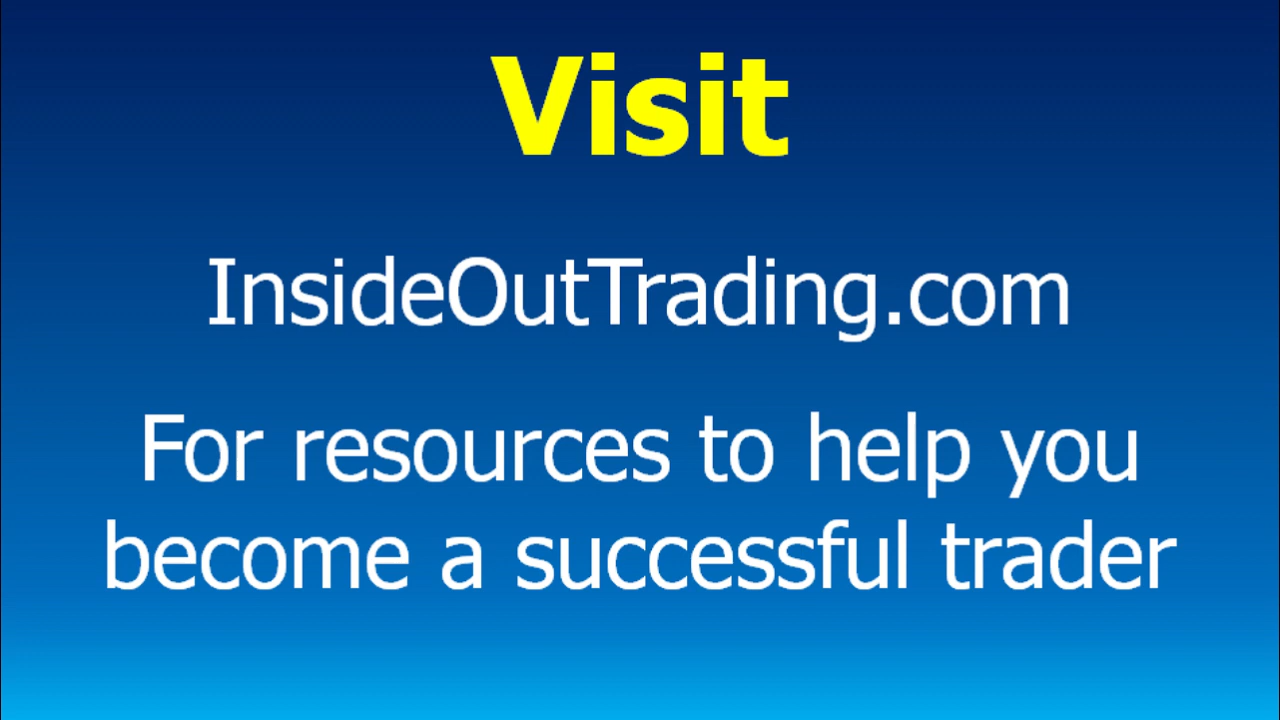 Visit
InsideOutTrading.com
For resources to help you
become a successful trader